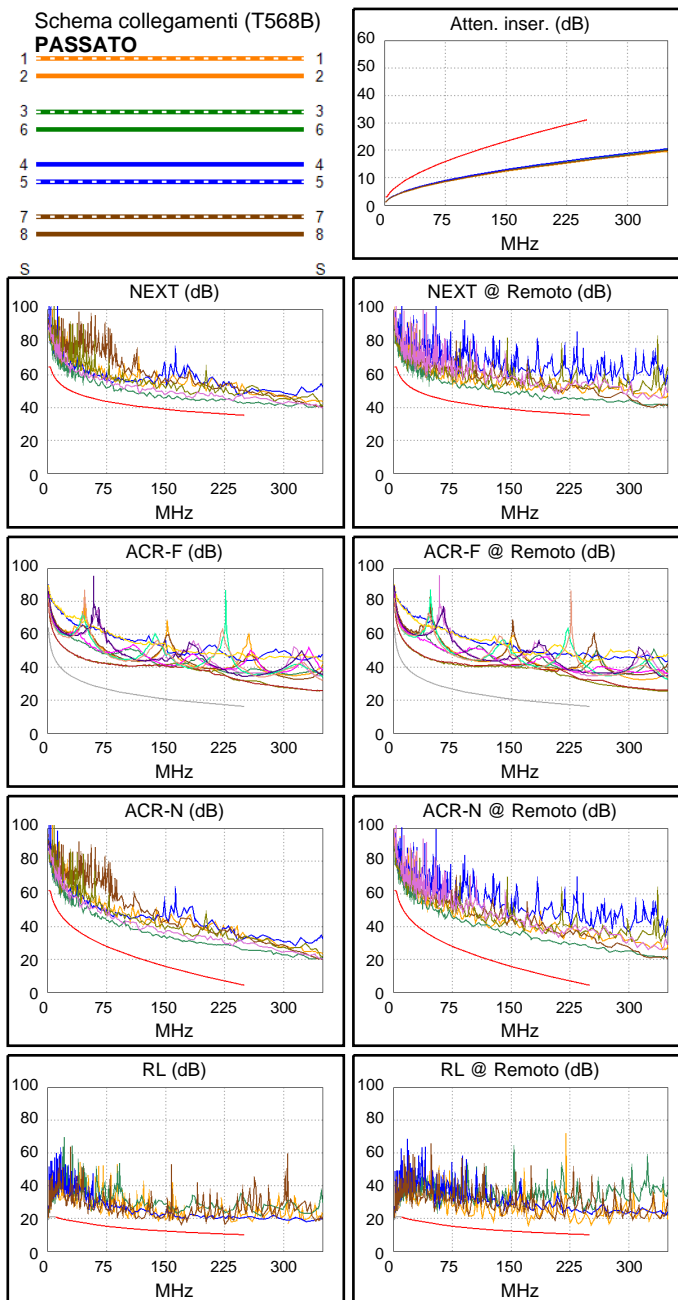 Schema collegamenti (T568B)
PASSATO
1 1
2 2
3 3
6 6
4 4
5 5
7 7
8 8
S S
Atten. inser. (dB)
60
50
40
30
20
10
0
0 75 150 225 300
MHz
NEXT (dB)
100
80
60
40
20
0
0 75 150 225 300
MHz
NEXT @ Remoto (dB)
100
80
60
40
20
0
0 75 150 225 300
MHz
ACR-F (dB)
100
80
60
40
20
0
0 75 150 225 300
MHz
ACR-F @ Remoto (dB)
100
80
60
40
20
0
0 75 150 225 300
MHz
ACR-N (dB)
100
80
60
40
20
0
0 75 150 225 300
MHz
ACR-N @ Remoto (dB)
100
80
60
40
20
0
0 75 150 225 300
MHz
RL (dB)
100
80
60
40
20
0
0 75 150 225 300
MHz
RL @ Remoto (dB)
100
80
60
40
20
0
0 75 150 225 300
MHz